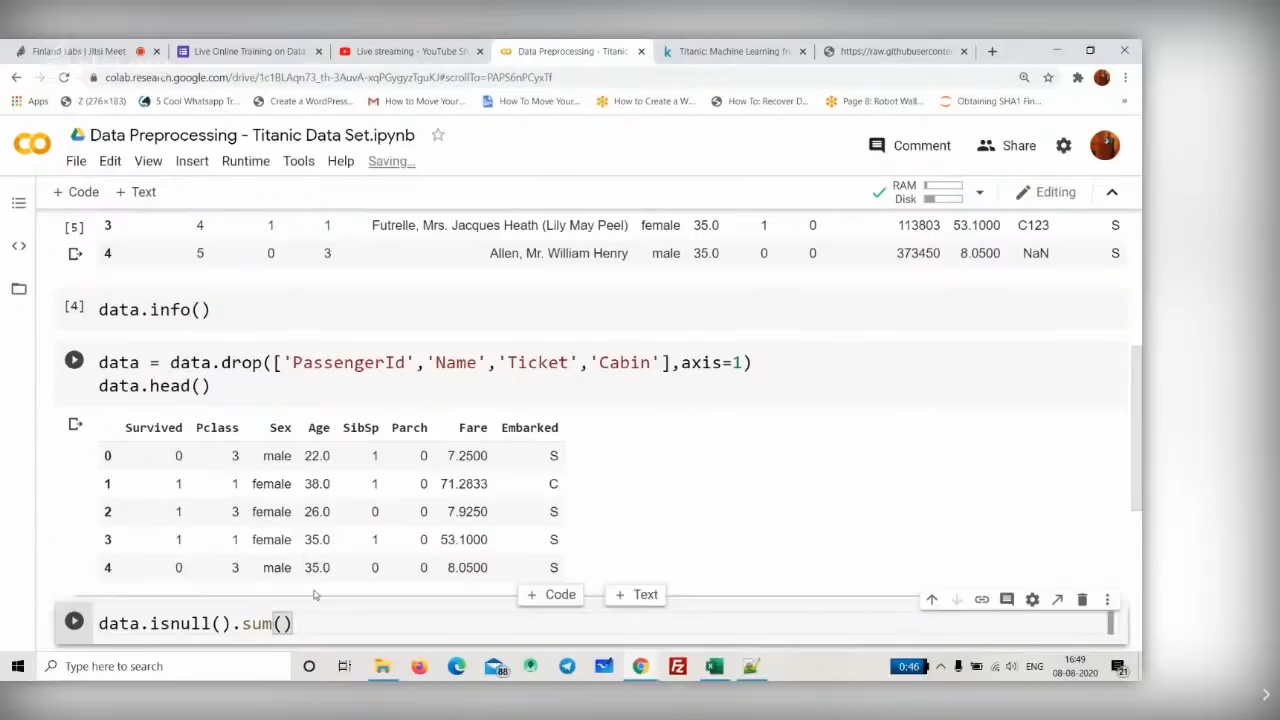 Finland Labs | Jitsi Meet
Live Online Training on Data
Live streaming - YouTube St
Data Preprocessing - Titanic
Titanic: Machine Learning fro
https://raw.githubuserconte
colab.research.google.com/drive/1c1BLAqn73_th-3AuvA-xqPGygyzTguKJ#scrollTo=PAPS6nPCyxTf
Apps
Z (276×183)
5 Cool Whatsapp Tr...
Create a WordPress...
How to Move Your...
How To Move Your...
How to Create a W...
How To: Recover D...
Page 8: Robot Wall...
Obtaining SHA1 Fin...
»
Data Preprocessing - Titanic Data Set.ipynb
Comment
Share
File Edit View Insert Runtime Tools Help Saving...
+ Code + Text
RAM
Disk
Editing
[5] 3 4 1 1 Futrelle, Mrs. Jacques Heath (Lily May Peel) female 35.0 1 0 113803 53.1000 C123 S
4 5 0 3 Allen, Mr. William Henry male 35.0 0 0 373450 8.0500 NaN S
[4] data.info()
data = data.drop(['PassengerId','Name','Ticket','Cabin'],axis=1)
data.head()
Survived Pclass Sex Age SibSp Parch Fare Embarked
0 0 3 male 22.0 1 0 7.2500 S
1 1 1 female 38.0 1 0 71.2833 C
2 1 3 female 26.0 0 0 7.9250 S
3 1 1 female 35.0 1 0 53.1000 S
4 0 3 male 35.0 0 0 8.0500 S
+ Code + Text
data.isnull().sum()
Type here to search
88
0:46
ENG
16:49
08-08-2020
21